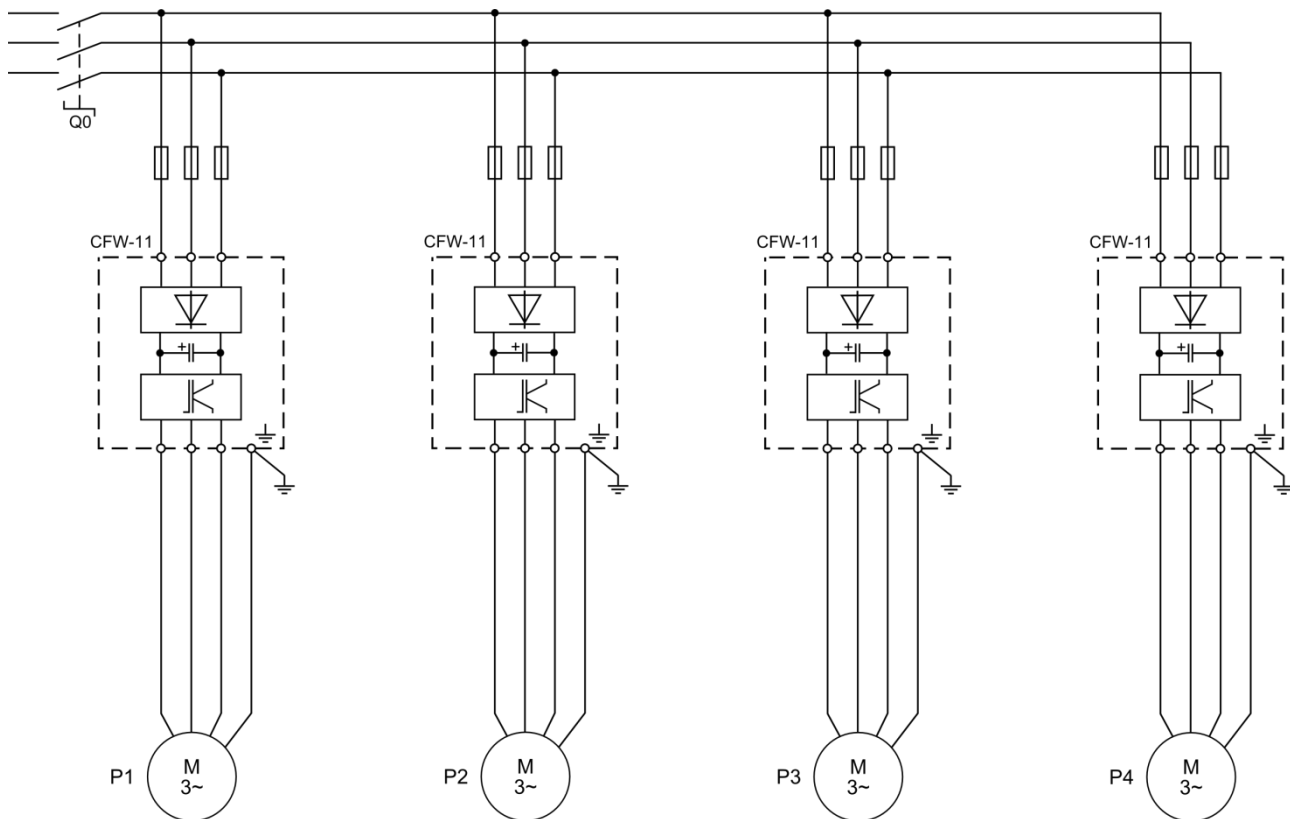 Q0
CFW-11 CFW-11 CFW-11 CFW-11
+ + + +
P1 M 3~ P2 M 3~ P3 M 3~ P4 M 3~